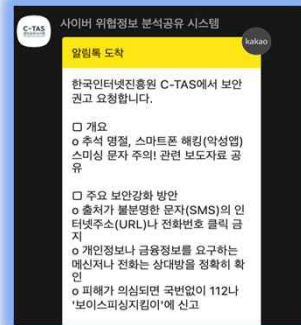 C-TAS
사이버 위협정보 분석공유 시스템
kakao
알림톡 도착
한국인터넷진흥원 C-TAS에서 보안
권고 요청합니다.
□ 개요
o 추석 명절, 스마트폰 해킹(악성앱)
스미싱 문자 주의! 관련 보도자료 공
유
□ 주요 보안강화 방안
o 출처가 불분명한 문자(SMS)의 인
터넷주소(URL)나 전화번호 클릭 금
지
o 개인정보나 금융정보를 요구하는
메신저나 전화는 상대방을 정확히 확
인
o 피해가 의심되면 국번없이 112나
'보이스피싱지킴이'에 신고